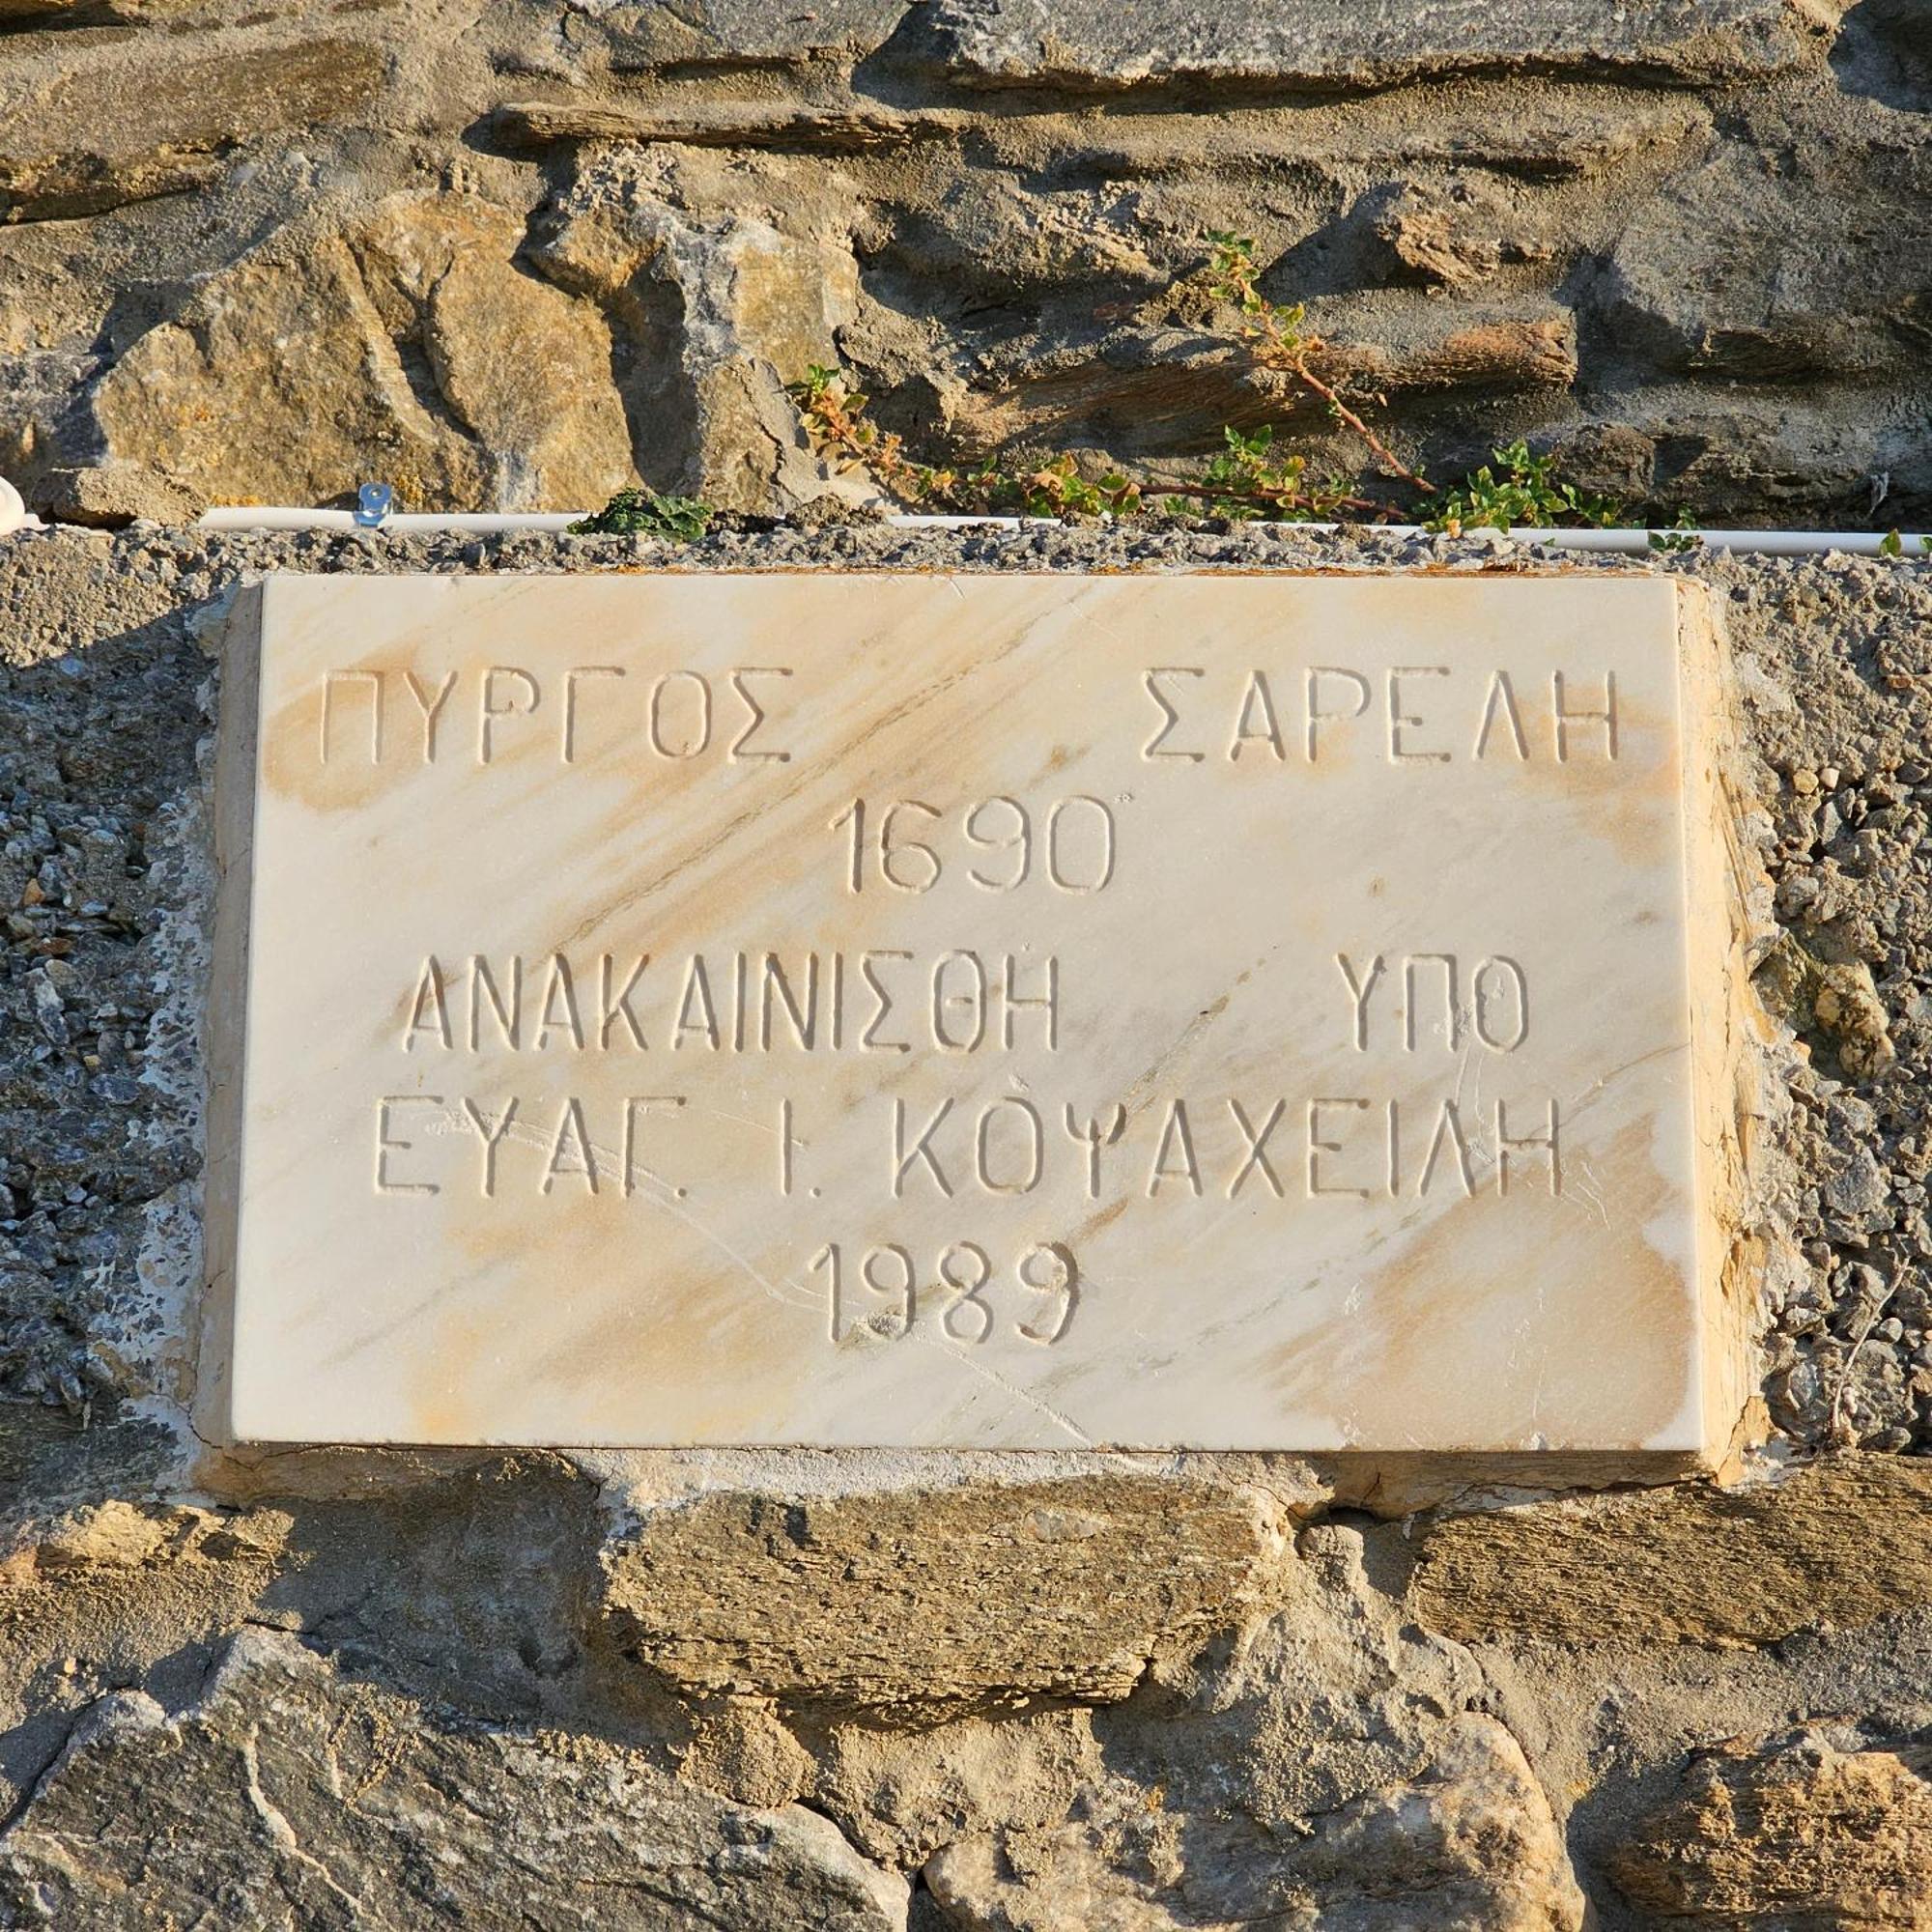 ΠΥΡΓΟΣ ΣΑΡΕΛΗ
1690
ΑΝΑΚΑΙΝΙΣΘΗ ΥΠΟ
ΕΥΑΓ. Ι. ΚΟΨΑΧΕΙΛΗ
1989